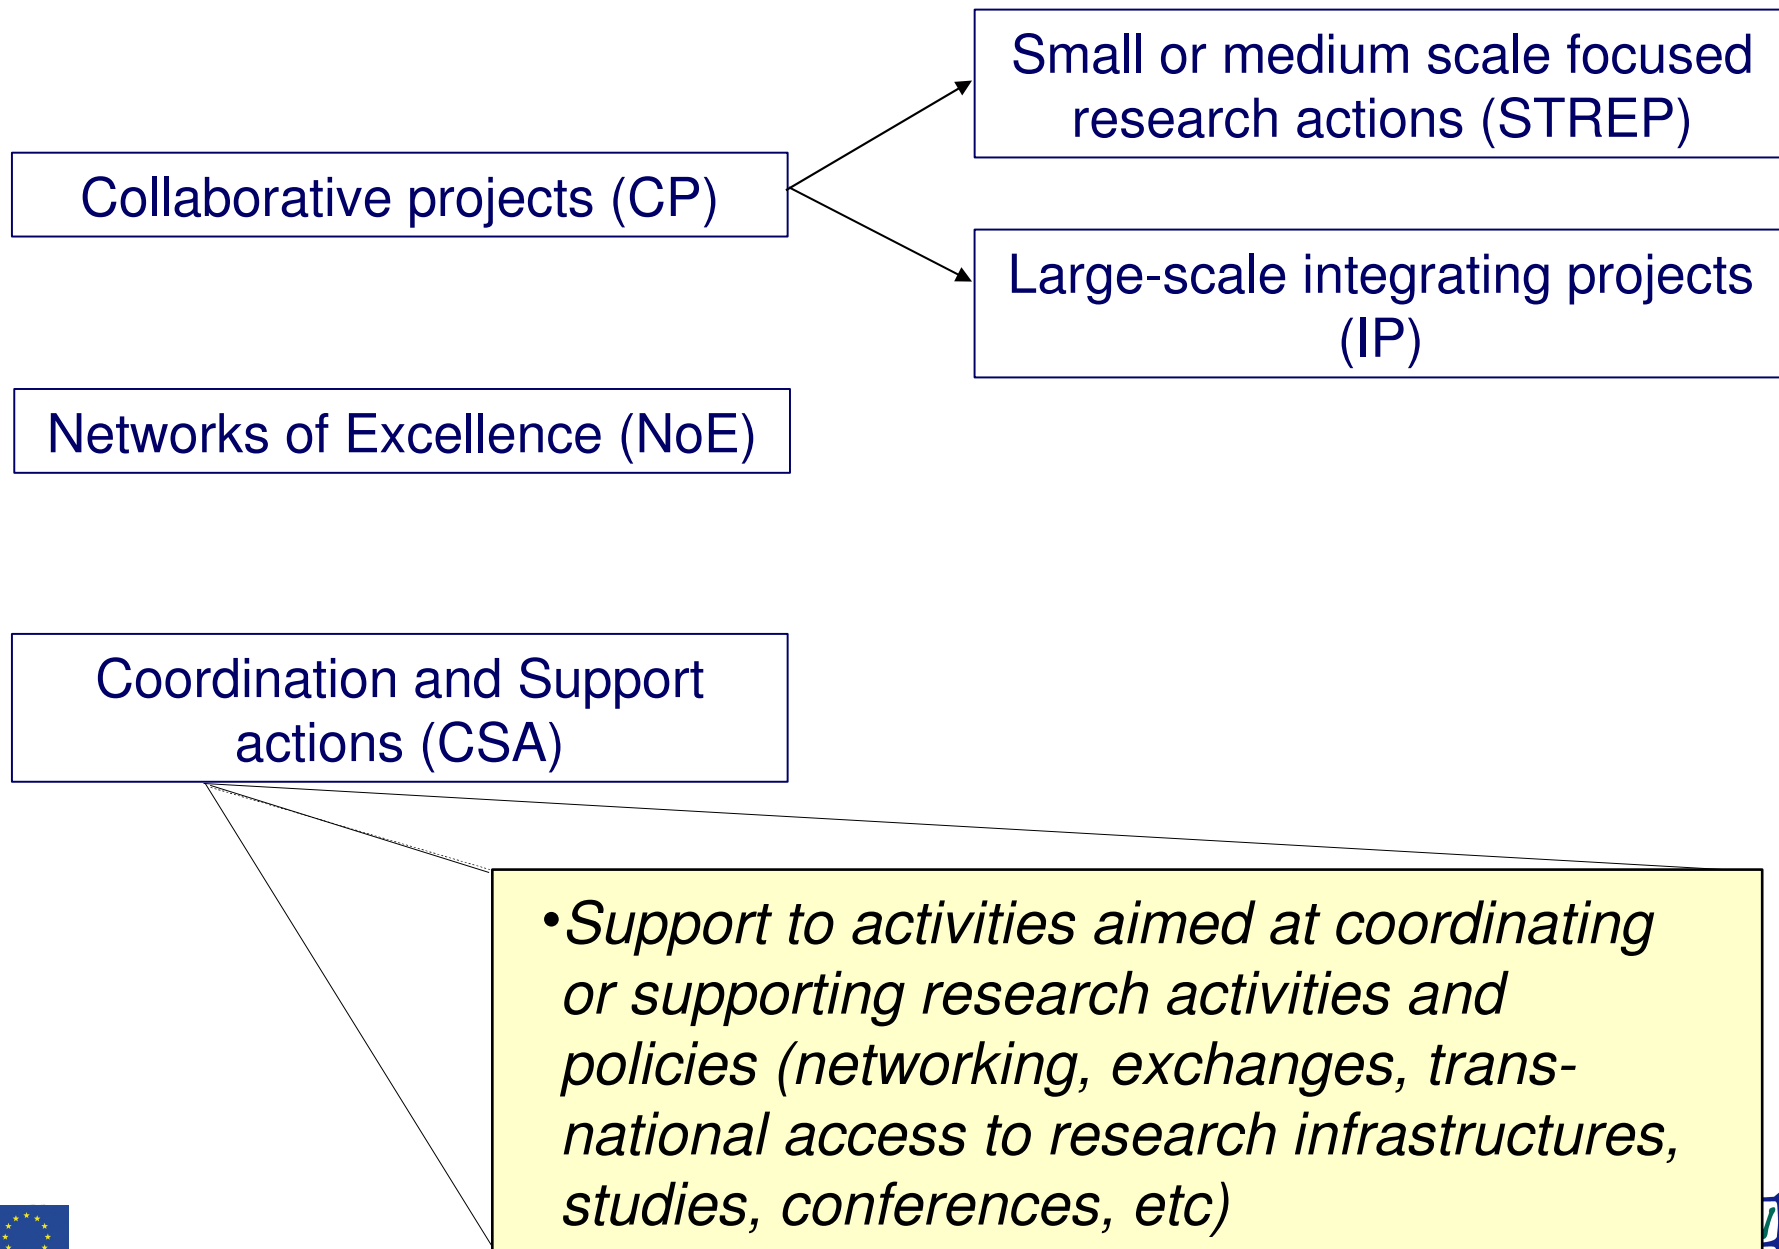 Small or medium scale focused
research actions (STREP)
Collaborative projects (CP)
Large-scale integrating projects
(IP)
Networks of Excellence (NoE)
Coordination and Support
actions (CSA)
•Support to activities aimed at coordinating
or supporting research activities and
policies (networking, exchanges, trans-
national access to research infrastructures,
studies, conferences, etc)